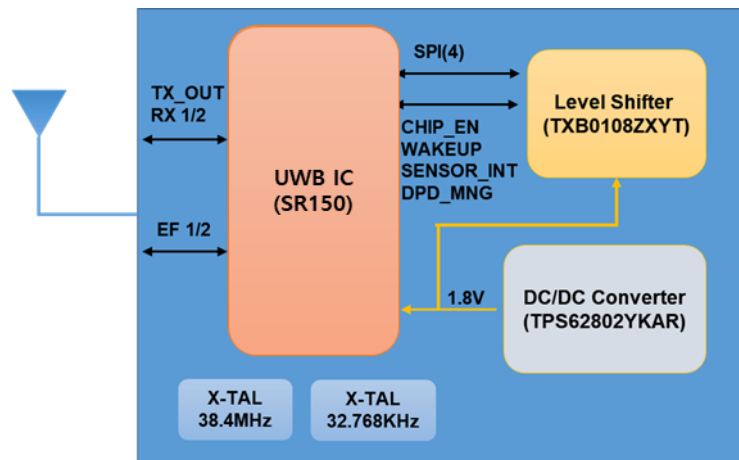 SPI(4)
TX_OUT
RX 1/2
Level Shifter
(TXB0108ZXYT)
CHIP_EN
WAKEUP
SENSOR_INT
DPD_MNG
UWB IC
(SR150)
EF 1/2
1.8V
DC/DC Converter
(TPS62802YKAR)
X-TAL
38.4MHz
X-TAL
32.768KHz